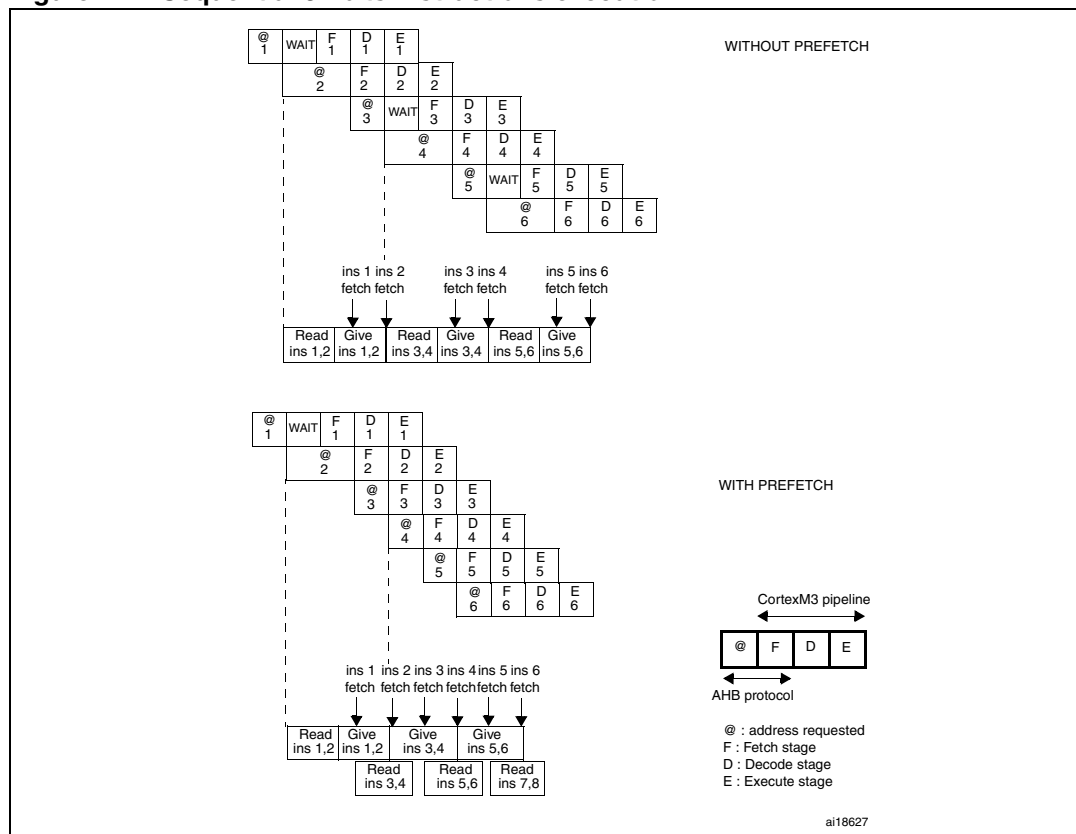 @ WAIT F D E
1 1 1 1
WITHOUT PREFETCH
@ F D E
2 2 2 2
@ WAIT F D E
3 3 3 3
@ F D E
4 4 4 4
@ WAIT F D E
5 5 5 5
@ F D E
6 6 6 6
ins 1 ins 2 ins 3 ins 4 ins 5 ins 6
fetch fetch fetch fetch fetch fetch
Read Give Read Give Read Give
ins 1,2 ins 1,2 ins 3,4 ins 3,4 ins 5,6 ins 5,6
@ WAIT F D E
1 1 1 1
@ F D E
2 2 2 2
WITH PREFETCH
@ F D E
3 3 3 3
@ F D E
4 4 4 4
@ F D E
5 5 5 5
@ F D E
6 6 6 6
CortexM3 pipeline
@ F D E
AHB protocol
ins 1 ins 2 ins 3 ins 4 ins 5 ins 6
fetch fetch fetch fetch fetch fetch
Read Give Give Give
ins 1,2 ins 1,2 ins 3,4 ins 5,6
Read Read Read
ins 3,4 ins 5,6 ins 7,8
@ : address requested
F : Fetch stage
D : Decode stage
E : Execute stage
ai18627